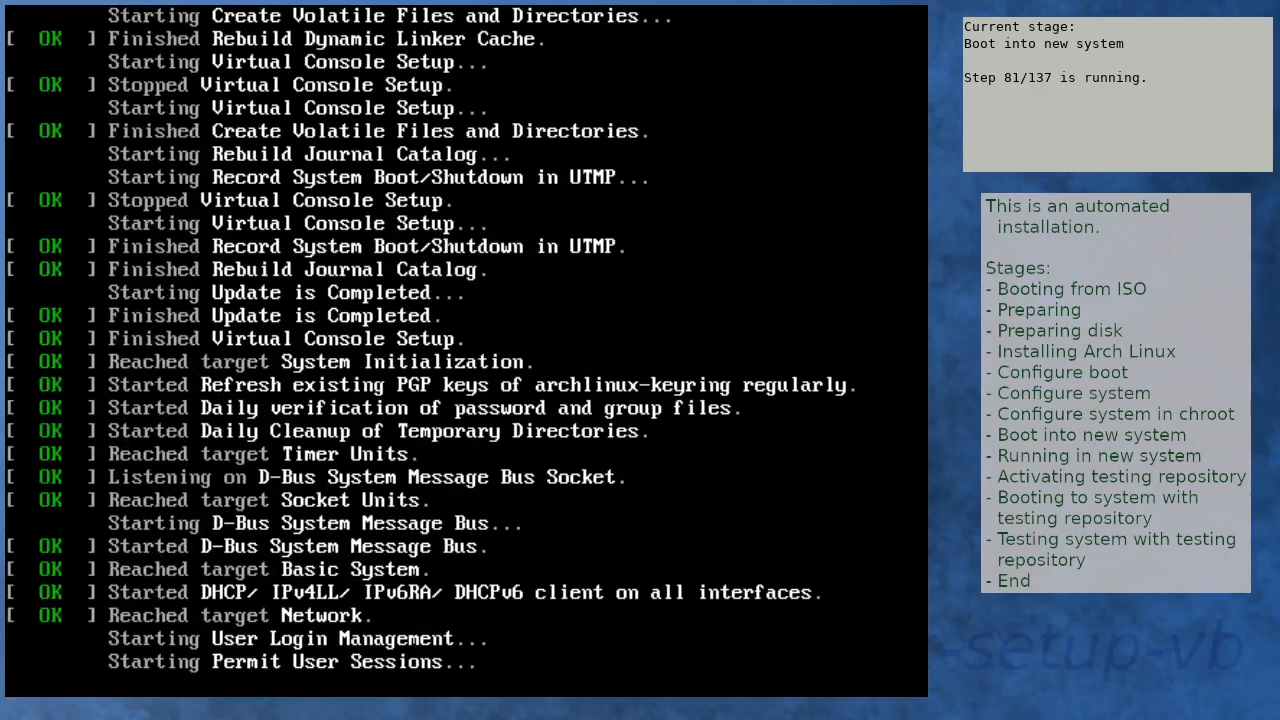 Starting Create Volatile Files and Directories...
[  OK  ] Finished Rebuild Dynamic Linker Cache.
Starting Virtual Console Setup...
[  OK  ] Stopped Virtual Console Setup.
Starting Virtual Console Setup...
[  OK  ] Finished Create Volatile Files and Directories.
Starting Rebuild Journal Catalog...
Starting Record System Boot/Shutdown in UTMP...
[  OK  ] Stopped Virtual Console Setup.
Starting Virtual Console Setup...
[  OK  ] Finished Record System Boot/Shutdown in UTMP.
[  OK  ] Finished Rebuild Journal Catalog.
Starting Update is Completed...
[  OK  ] Finished Update is Completed.
[  OK  ] Finished Virtual Console Setup.
[  OK  ] Reached target System Initialization.
[  OK  ] Started Refresh existing PGP keys of archlinux-keyring regularly.
[  OK  ] Started Daily verification of password and group files.
[  OK  ] Started Daily Cleanup of Temporary Directories.
[  OK  ] Reached target Timer Units.
[  OK  ] Listening on D-Bus System Message Bus Socket.
[  OK  ] Reached target Socket Units.
Starting D-Bus System Message Bus...
[  OK  ] Started D-Bus System Message Bus.
[  OK  ] Reached target Basic System.
[  OK  ] Started DHCP/ IPv4LL/ IPv6RA/ DHCPv6 client on all interfaces.
[  OK  ] Reached target Network.
Starting User Login Management...
Starting Permit User Sessions...
Current stage:
Boot into new system
Step 81/137 is running.
This is an automated
installation.
Stages:
- Booting from ISO
- Preparing
- Preparing disk
- Installing Arch Linux
- Configure boot
- Configure system
- Configure system in chroot
- Boot into new system
- Running in new system
- Activating testing repository
- Booting to system with
testing repository
- Testing system with testing
repository
- End
-setup-vb